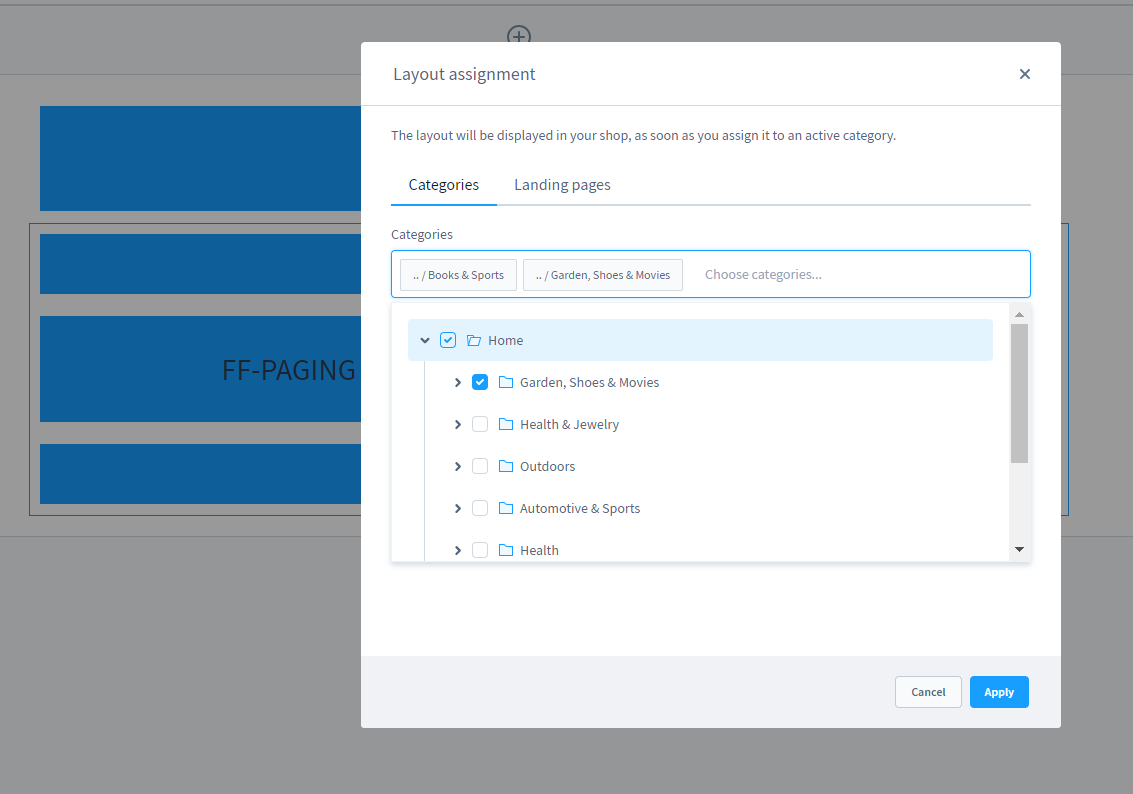 Layout assignment
The layout will be displayed in your shop, as soon as you assign it to an active category.
Categories Landing pages
Categories
.. / Books & Sports .. / Garden, Shoes & Movies Choose categories...
Home
Garden, Shoes & Movies
FF-PAGING
Health & Jewelry
Outdoors
Automotive & Sports
Health
Cancel Apply